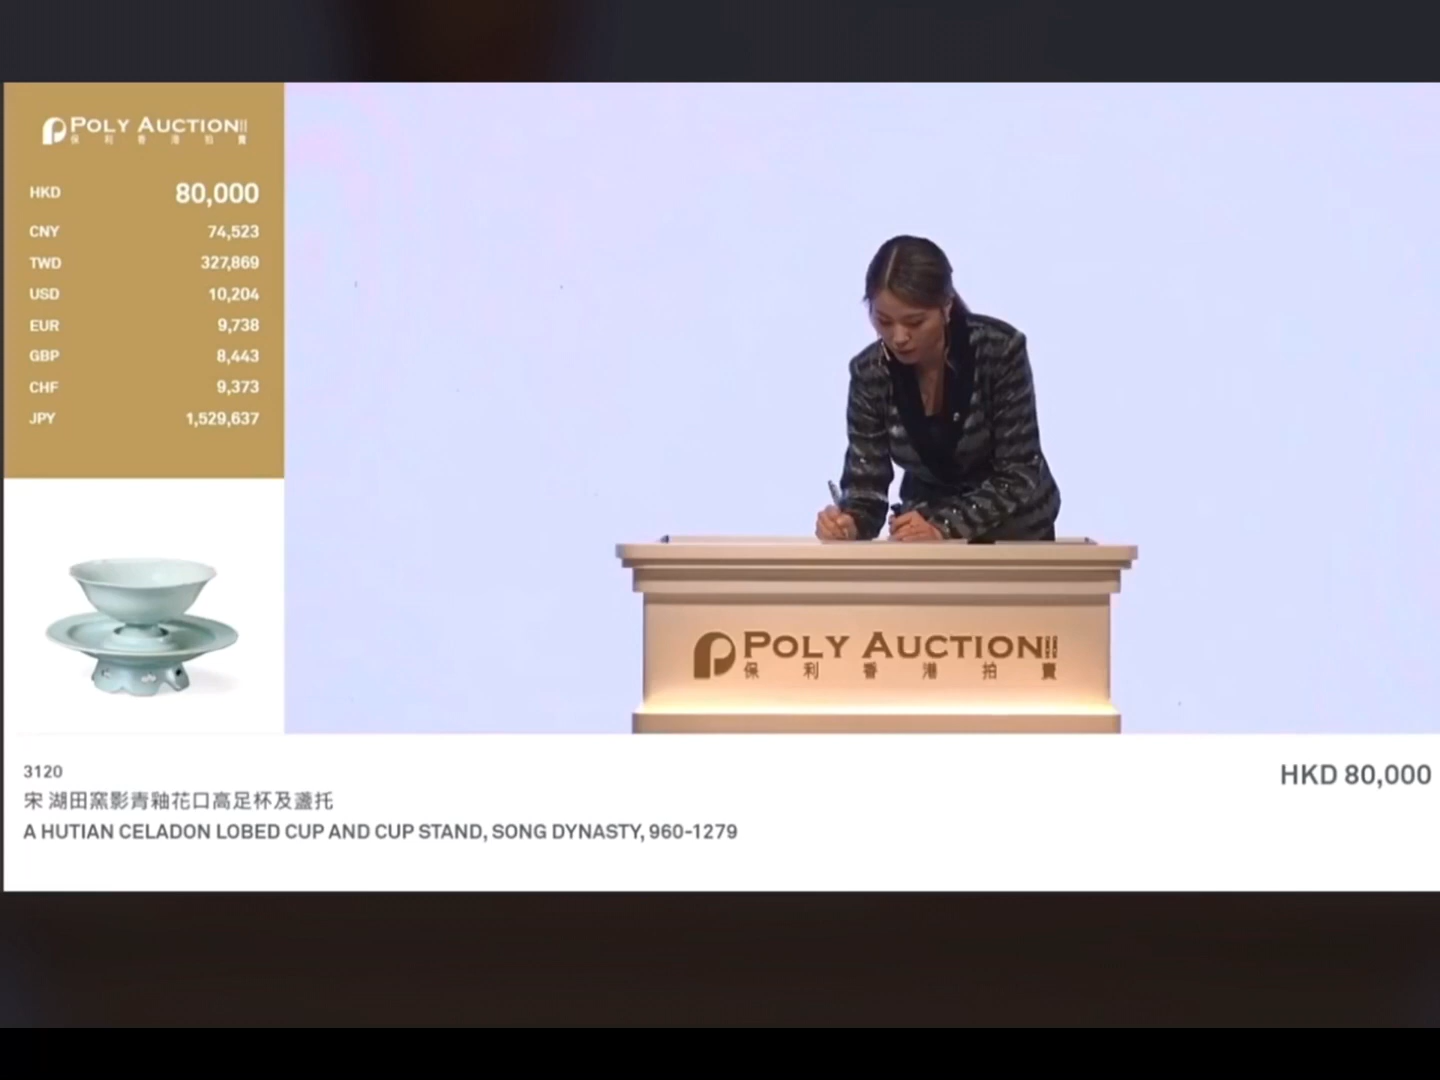 POLY AUCTION
保利香港拍賣
HKD 80,000
CNY 74,523
TWD 327,869
USD 10,204
EUR 9,738
GBP 8,443
CHF 9,373
JPY 1,529,637
POLY AUCTION
保利香港拍賣
3120
宋 湖田窯影青釉花口高足杯及盞托
A HUTIAN CELADON LOBED CUP AND CUP STAND, SONG DYNASTY, 960-1279
HKD 80,000